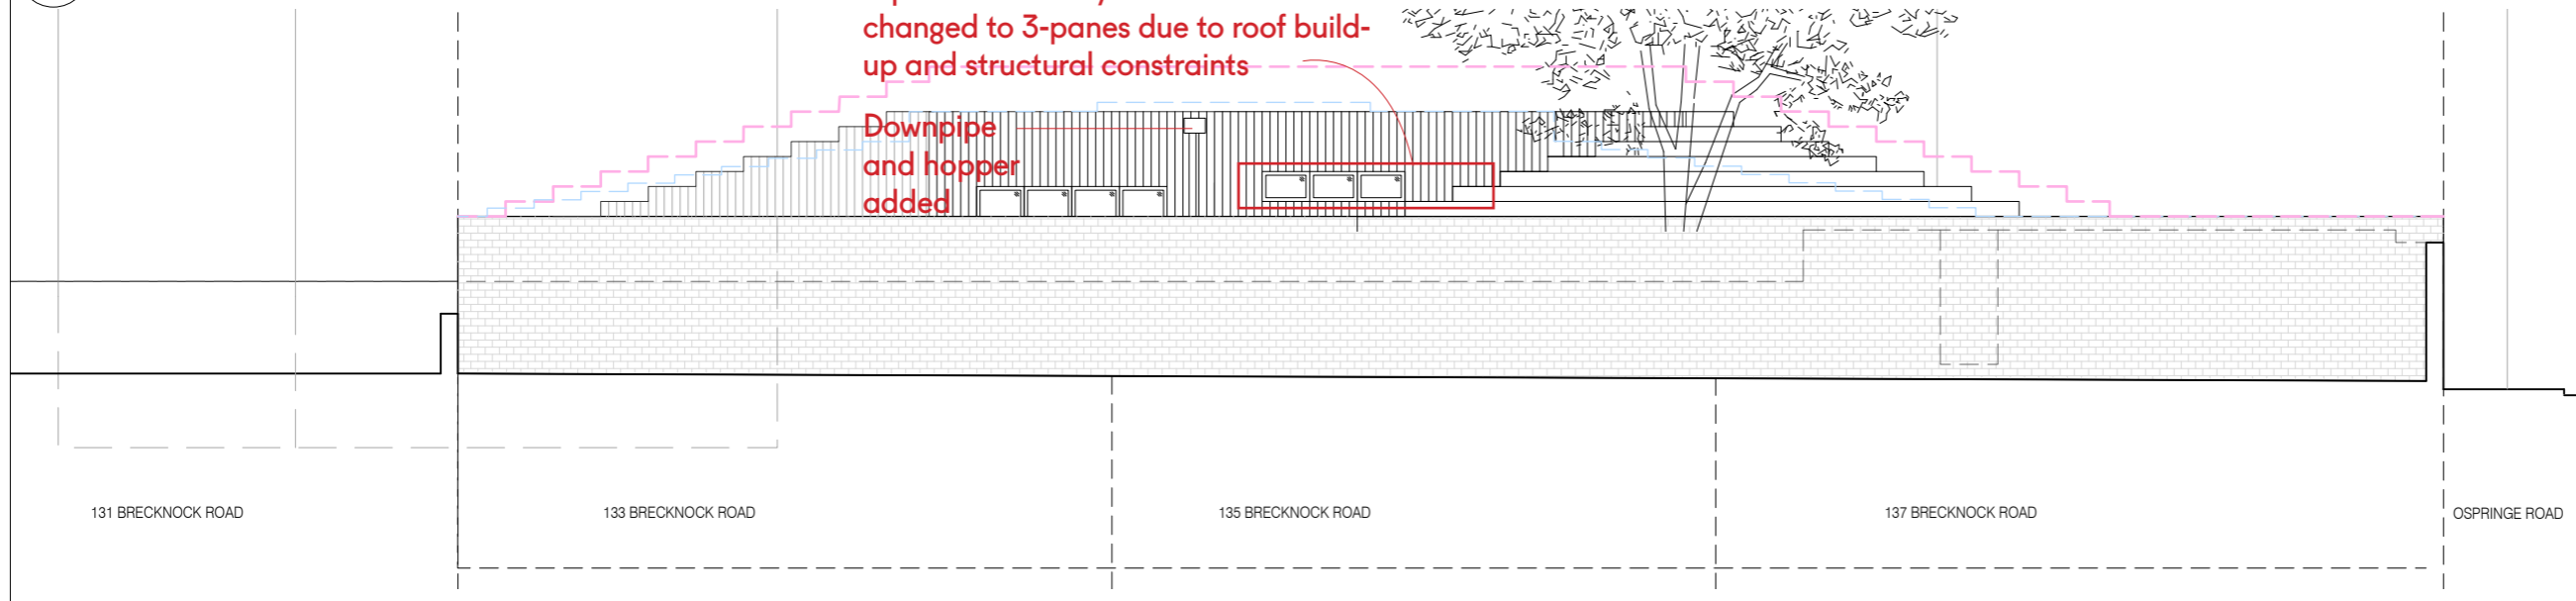 changed to 3-panes due to roof build-
up and structural constraints
Downpipe
and hopper
added
131 BRECKNOCK ROAD
133 BRECKNOCK ROAD
135 BRECKNOCK ROAD
137 BRECKNOCK ROAD
OSPRINGE ROAD